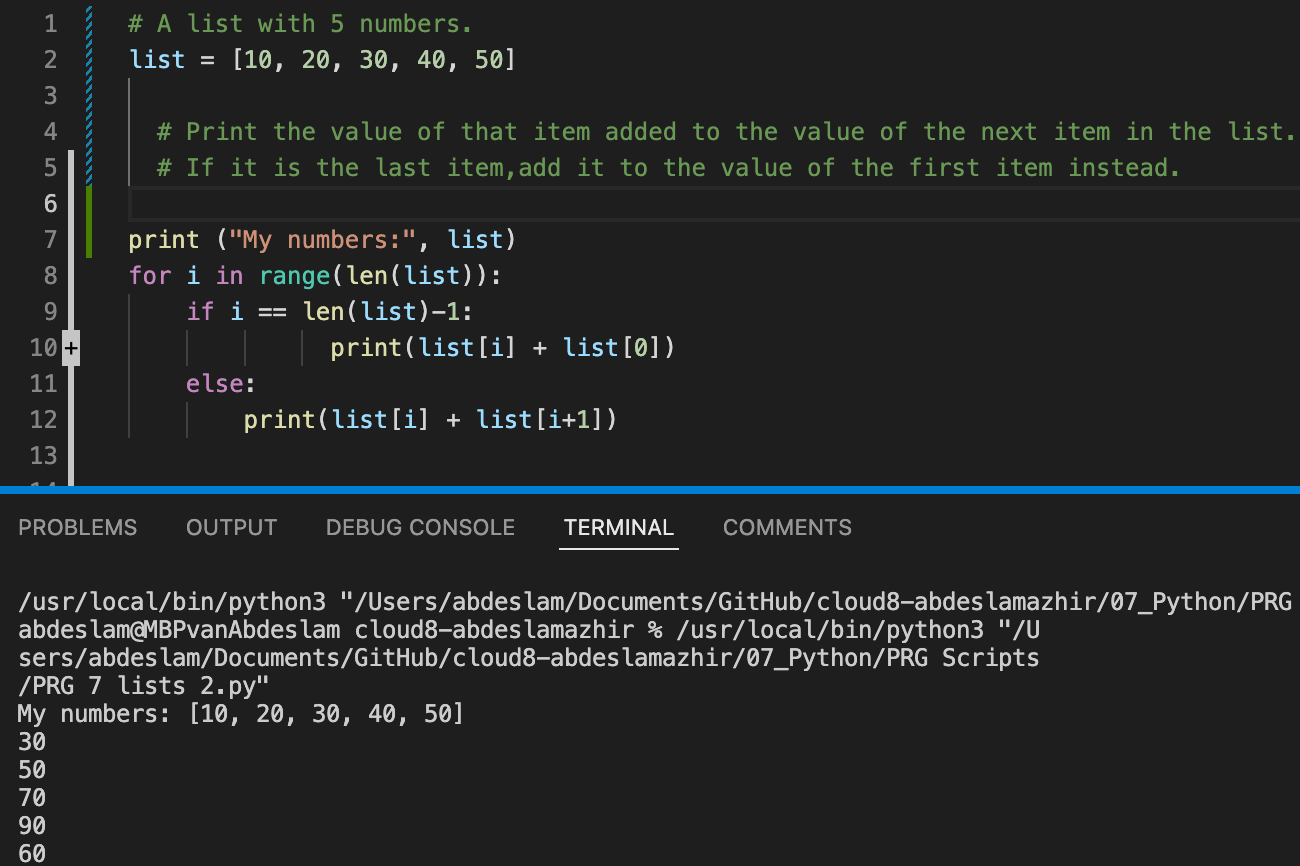 1 # A list with 5 numbers.
2 list = [10, 20, 30, 40, 50]
3
4 # Print the value of that item added to the value of the next item in the list.
5 # If it is the last item,add it to the value of the first item instead.
6
7 print ("My numbers:", list)
8 for i in range(len(list)):
9 if i == len(list)-1:
10 + print(list[i] + list[0])
11 else:
12 print(list[i] + list[i+1])
13
PROBLEMS OUTPUT DEBUG CONSOLE TERMINAL COMMENTS
/usr/local/bin/python3 "/Users/abdeslam/Documents/GitHub/cloud8-abdeslamazhir/07_Python/PRG
abdeslam@MBPvanAbdeslam cloud8-abdeslamazhir % /usr/local/bin/python3 "/U
sers/abdeslam/Documents/GitHub/cloud8-abdeslamazhir/07_Python/PRG Scripts
/PRG 7 lists 2.py"
My numbers: [10, 20, 30, 40, 50]
30
50
70
90
60